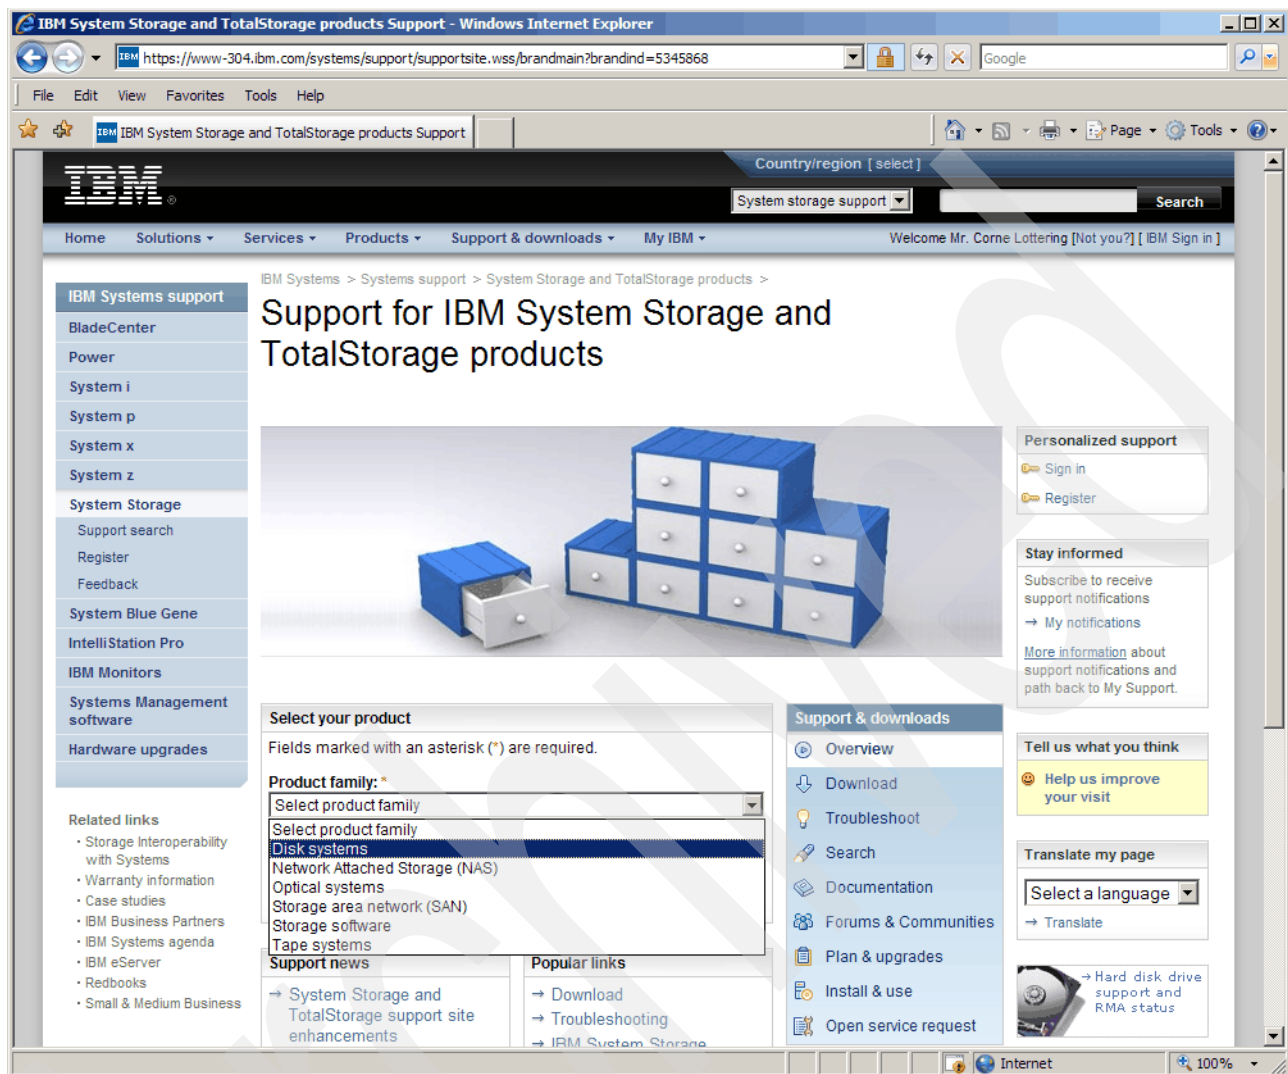 IBM System Storage and TotalStorage products Support - Windows Internet Explorer
IBM https://www-304.ibm.com/systems/support/supportsite.wss/brandmain?brandind=5345868
Google
File Edit View Favorites Tools Help
IBM IBM System Storage and TotalStorage products Support
Page Tools
Country/region [ select ]
IBM ®
System storage support
Search
Home Solutions Services Products Support & downloads My IBM
Welcome Mr. Corne Lottering [Not you?] [ IBM Sign in ]
IBM Systems > Systems support > System Storage and TotalStorage products >
Support for IBM System Storage and
TotalStorage products
IBM Systems support
BladeCenter
Power
System i
System p
System x
System z
System Storage
Support search
Register
Feedback
System Blue Gene
IntelliStation Pro
IBM Monitors
Systems Management
software
Hardware upgrades
Related links
· Storage Interoperability
with Systems
· Warranty information
· Case studies
· IBM Business Partners
· IBM Systems agenda
· IBM eServer
· Redbooks
· Small & Medium Business
Select your product
Fields marked with an asterisk (*) are required.
Product family: *
Select product family
Select product family
Disk systems
Network Attached Storage (NAS)
Optical systems
Storage area network (SAN)
Storage software
Tape systems
Support news
→ System Storage and
TotalStorage support site
enhancements
Popular links
→ Download
→ Troubleshooting
→ IBM System Storage
Support & downloads
Overview
Download
Troubleshoot
Search
Documentation
Forums & Communities
Plan & upgrades
Install & use
Open service request
Personalized support
Sign in
Register
Stay informed
Subscribe to receive
support notifications
→ My notifications
More information about
support notifications and
path back to My Support.
Tell us what you think
Help us improve
your visit
Translate my page
Select a language
→ Translate
→ Hard disk drive
support and
RMA status
Internet
100%